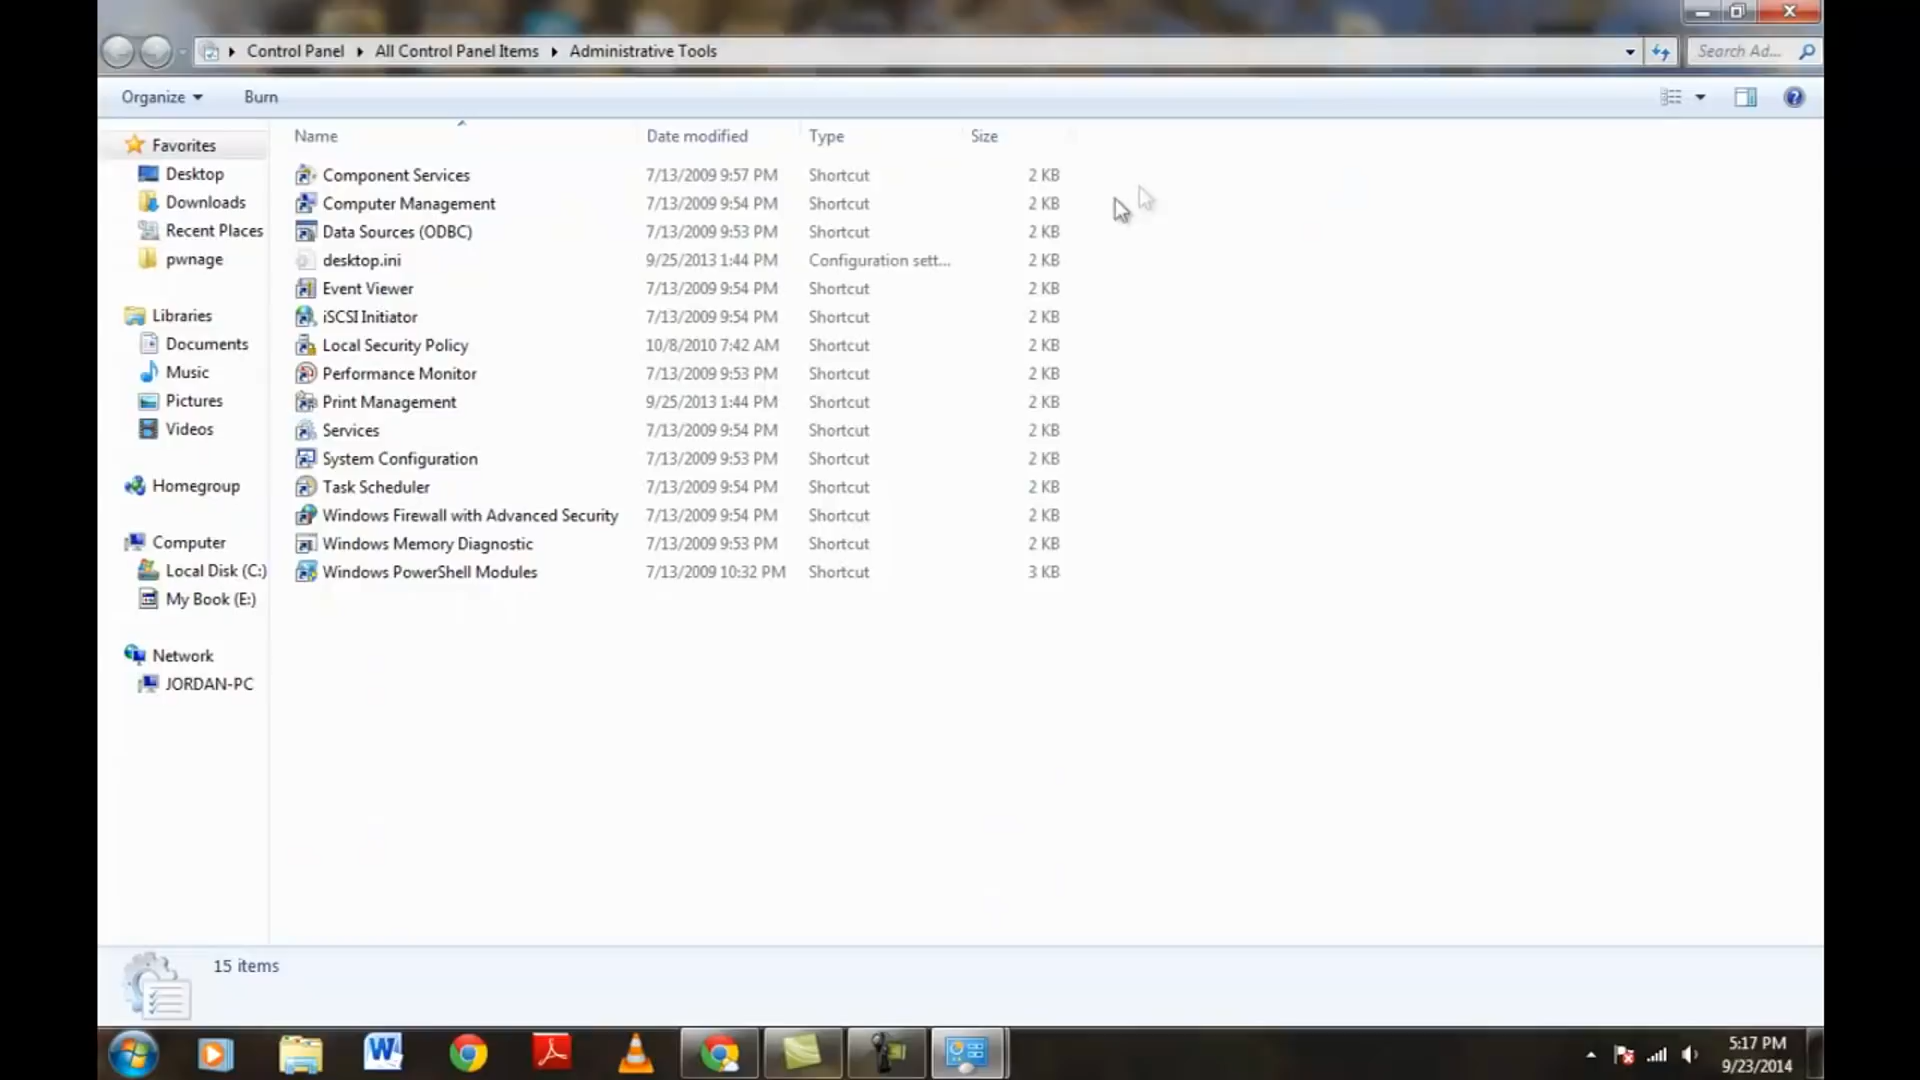 Control Panel All Control Panel Items Administrative Tools Search Ad...
Organize Burn
Name Date modified Type Size
Favorites
Desktop
Downloads
Recent Places
pwnage
Libraries
Documents
Music
Pictures
Videos
Homegroup
Computer
Local Disk (C:)
My Book (E:)
Network
JORDAN-PC
Component Services 7/13/2009 9:57 PM Shortcut 2 KB
Computer Management 7/13/2009 9:54 PM Shortcut 2 KB
Data Sources (ODBC) 7/13/2009 9:53 PM Shortcut 2 KB
desktop.ini 9/25/2013 1:44 PM Configuration sett... 2 KB
Event Viewer 7/13/2009 9:54 PM Shortcut 2 KB
iSCSI Initiator 7/13/2009 9:54 PM Shortcut 2 KB
Local Security Policy 10/8/2010 7:42 AM Shortcut 2 KB
Performance Monitor 7/13/2009 9:53 PM Shortcut 2 KB
Print Management 9/25/2013 1:44 PM Shortcut 2 KB
Services 7/13/2009 9:54 PM Shortcut 2 KB
System Configuration 7/13/2009 9:53 PM Shortcut 2 KB
Task Scheduler 7/13/2009 9:54 PM Shortcut 2 KB
Windows Firewall with Advanced Security 7/13/2009 9:54 PM Shortcut 2 KB
Windows Memory Diagnostic 7/13/2009 9:53 PM Shortcut 2 KB
Windows PowerShell Modules 7/13/2009 10:32 PM Shortcut 3 KB
15 items
5:17 PM
9/23/2014